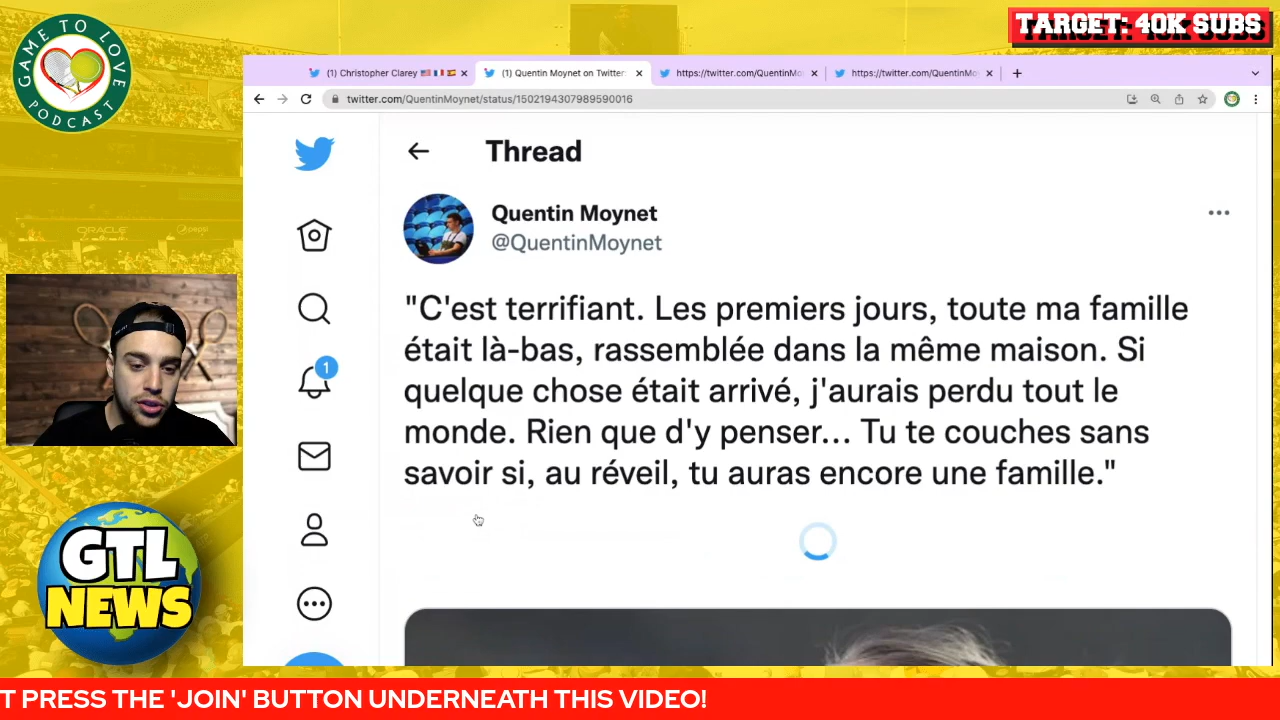 GAME TO LOVE
PODCAST
TARGET: 40K SUBS
(1) Christopher Clarey
(1) Quentin Moynet on Twitter:
https://twitter.com/QuentinMo
https://twitter.com/QuentinMoy
twitter.com/QuentinMoynet/status/1502194307989590016
Thread
Quentin Moynet
@QuentinMoynet
"C'est terrifiant. Les premiers jours, toute ma famille
était là-bas, rassemblée dans la même maison. Si
quelque chose était arrivé, j'aurais perdu tout le
monde. Rien que d'y penser... Tu te couches sans
savoir si, au réveil, tu auras encore une famille."
1
ORACLE
GTL
NEWS
T PRESS THE 'JOIN' BUTTON UNDERNEATH THIS VIDEO!